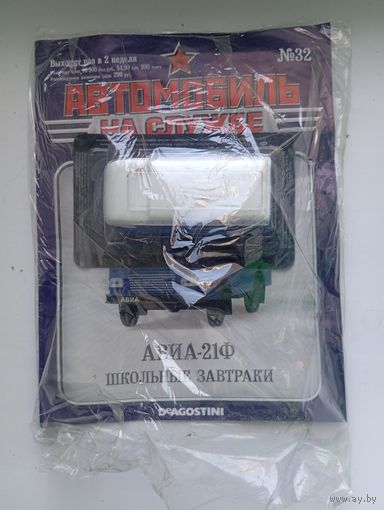 Выходит раз в 2 недели
№32
АВТОМОБИЛЬ
НА СЛУЖБЕ
АВИА
АВИА-21Ф
ШКОЛЬНЫЕ ЗАВТРАКИ
DeAGOSTINI
www.ay.by